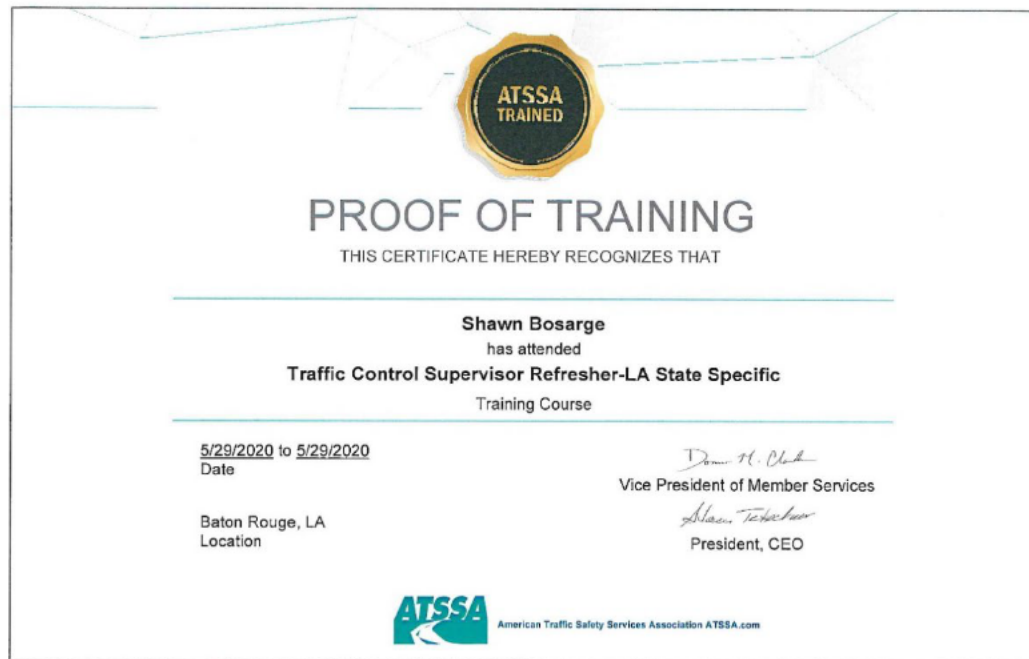 ATSSA
TRAINED
PROOF OF TRAINING
THIS CERTIFICATE HEREBY RECOGNIZES THAT
Shawn Bosarge
has attended
Traffic Control Supervisor Refresher-LA State Specific
Training Course
5/29/2020 to 5/29/2020
Date
Vice President of Member Services
Baton Rouge, LA
Location
President, CEO
ATSSA
American Traffic Safety Services Association ATSSA.com